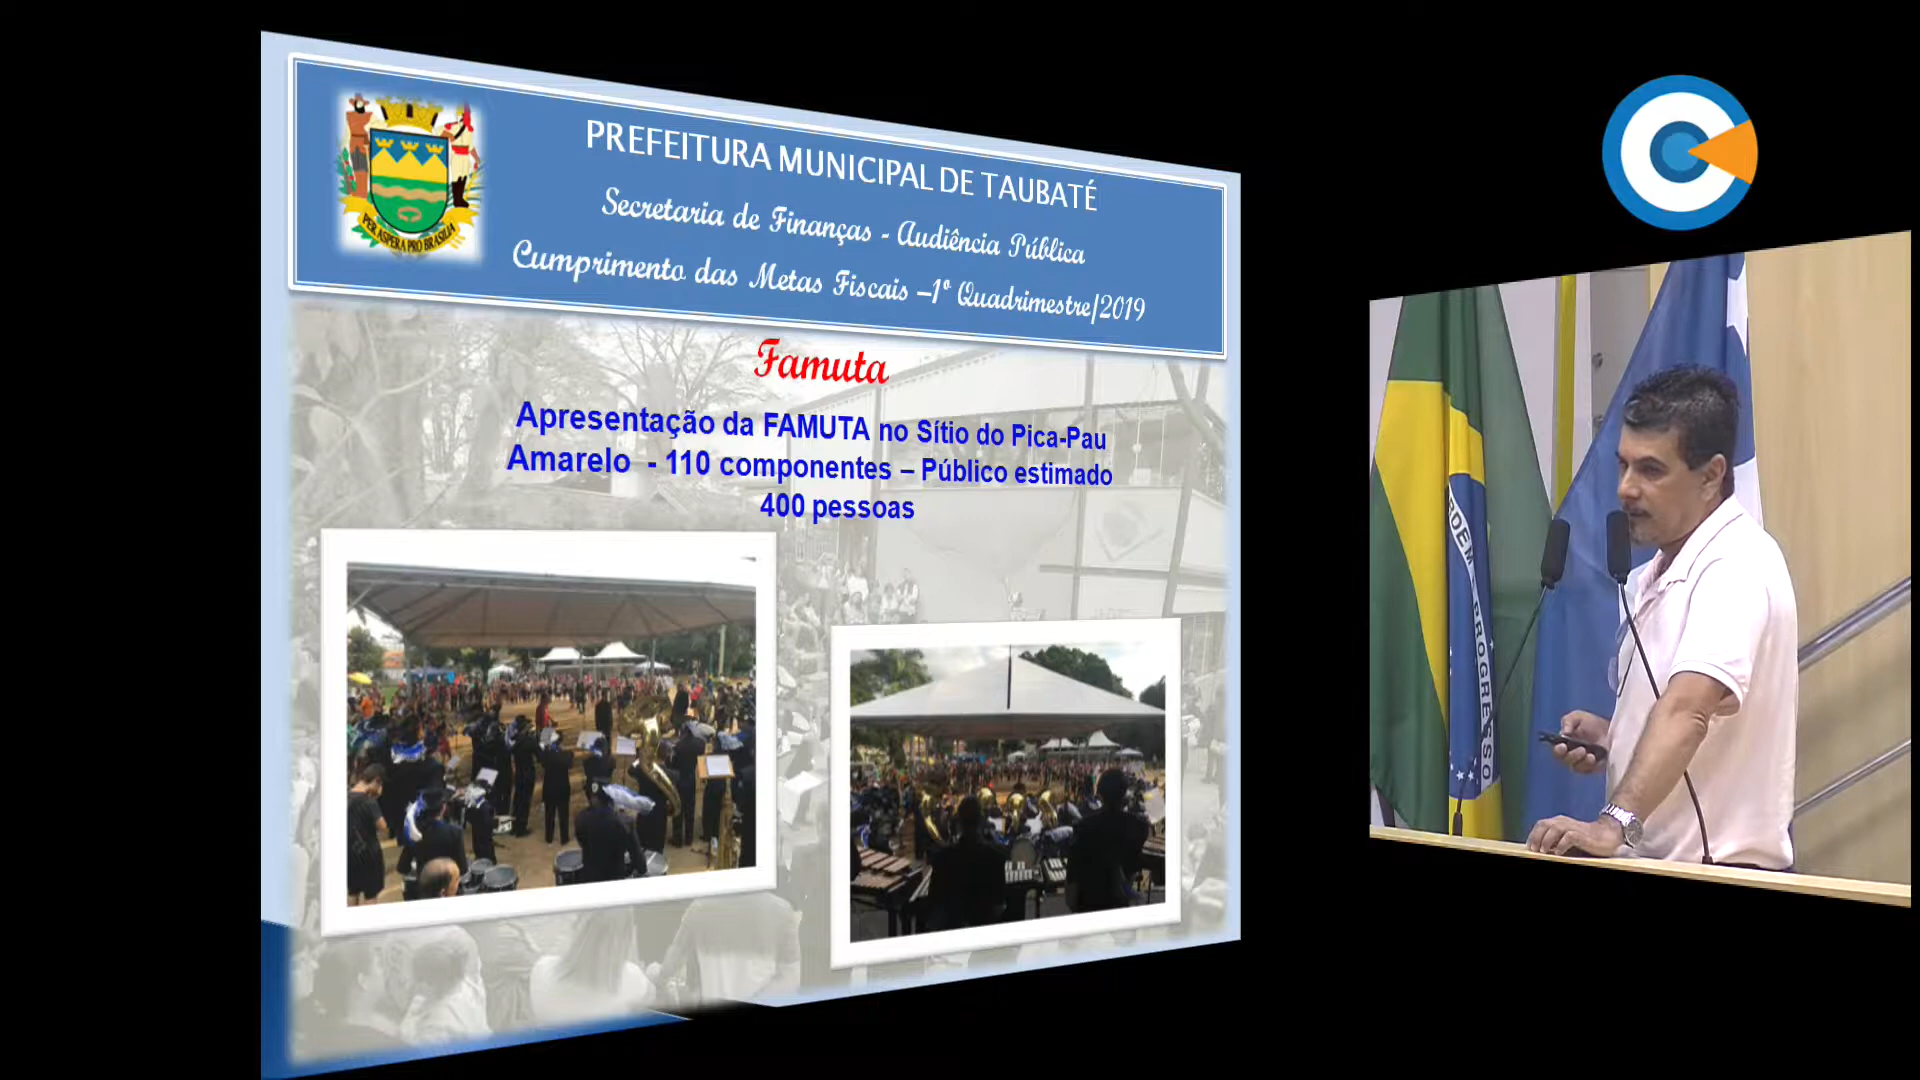 PREFEITURA MUNICIPAL DE TAUBATÉ
Secretaria de Finanças - Audiência Pública
Cumprimento das Metas Fiscais –1º Quadrimestre/2019
PER ASPERA PRO BRASILIA
Famuta
Apresentação da FAMUTA no Sítio do Pica-Pau
Amarelo - 110 componentes – Público estimado
400 pessoas
RDEM E PROGRESSO